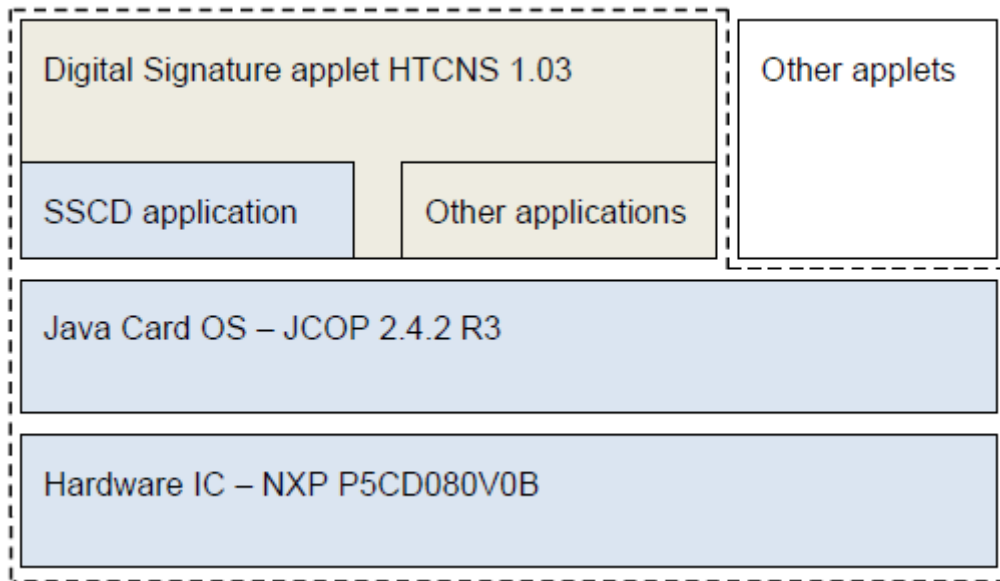 Digital Signature applet HTCNS 1.03
Other applets
SSCD application
Other applications
Java Card OS – JCOP 2.4.2 R3
Hardware IC – NXP P5CD080V0B